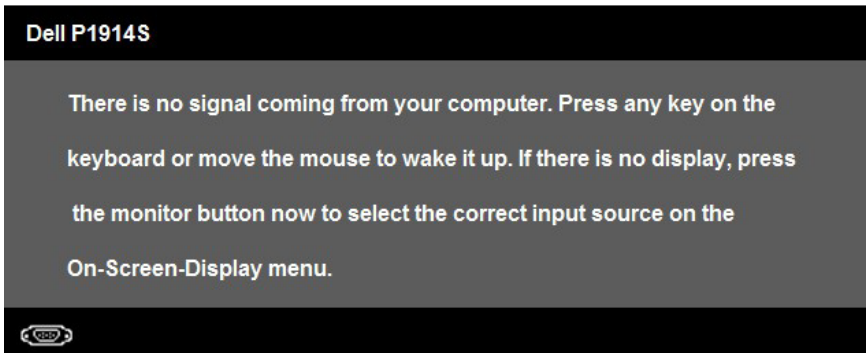 Dell P1914S
There is no signal coming from your computer. Press any key on the
keyboard or move the mouse to wake it up. If there is no display, press
the monitor button now to select the correct input source on the
On-Screen-Display menu.